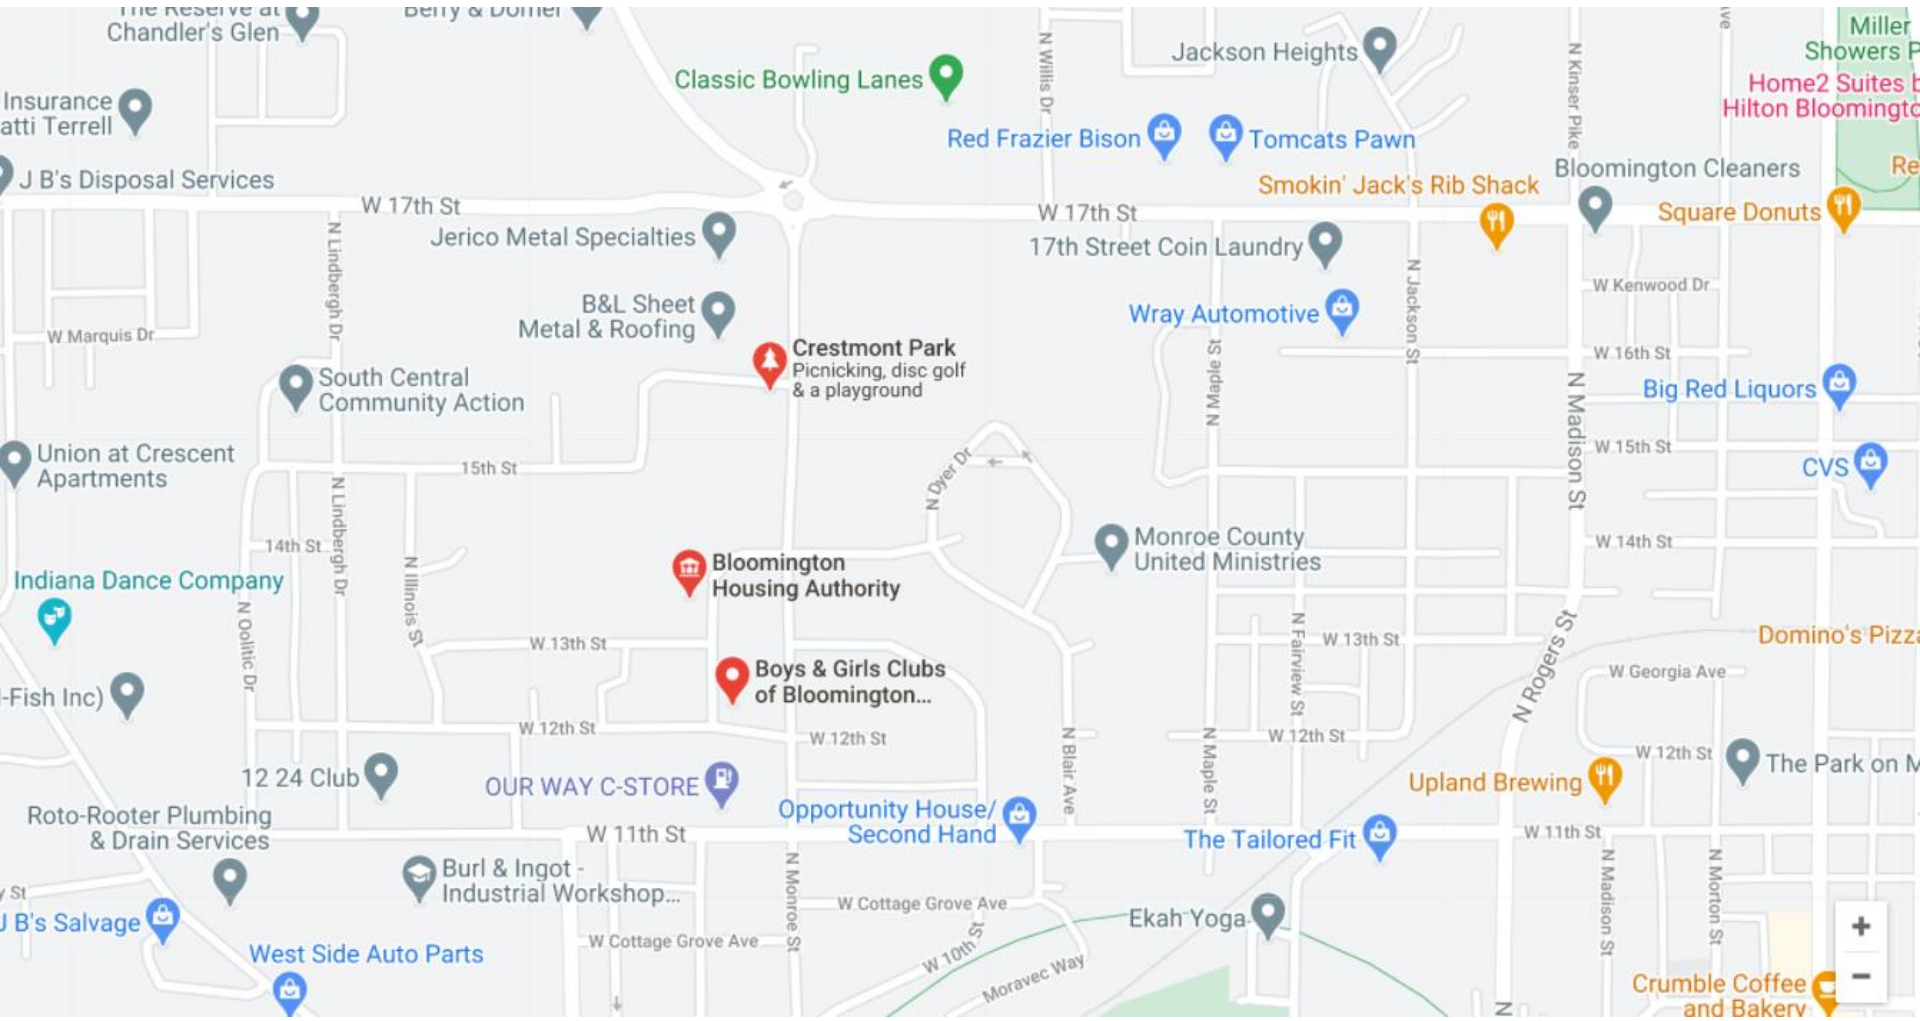 The Reserve at
Chandler's Glen
Berry & Domer
Classic Bowling Lanes
N Willis Dr
Jackson Heights
N Kinser Pike
Ave
Miller
Showers P
Home2 Suites b
Hilton Bloomingto
Insurance
atti Terrell
Red Frazier Bison
Tomcats Pawn
Bloomington Cleaners
Re
J B's Disposal Services
Smokin' Jack's Rib Shack
W 17th St
W 17th St
Square Donuts
Jerico Metal Specialties
17th Street Coin Laundry
N Lindbergh Dr
N Jackson St
W Kenwood Dr
B&L Sheet
Metal & Roofing
Wray Automotive
W Marquis Dr
Crestmont Park
Picnicking, disc golf
& a playground
N Maple St
W 16th St
South Central
Community Action
N Madison St
Big Red Liquors
Union at Crescent
Apartments
15th St
N Dyer Dr
W 15th St
CVS
N Lindbergh Dr
14th St
N Illinois St
Monroe County
United Ministries
W 14th St
Indiana Dance Company
Bloomington
Housing Authority
N Oolitic Dr
W 13th St
N Fairview St
W 13th St
N Rogers St
Domino's Pizza
Boys & Girls Clubs
of Bloomington...
W Georgia Ave
-Fish Inc)
W 12th St
W 12th St
N Blair Ave
N Maple St
W 12th St
W 12th St
The Park on M
12 24 Club
OUR WAY C-STORE
Upland Brewing
Roto-Rooter Plumbing
& Drain Services
W 11th St
Opportunity House/
Second Hand
The Tailored Fit
W 11th St
Burl & Ingot -
Industrial Workshop...
N Monroe St
N Madison St
N Morton St
y St
J B's Salvage
W Cottage Grove Ave
Ekah Yoga
W Cottage Grove Ave
W 10th St
Moravec Way
West Side Auto Parts
N
Crumble Coffee
and Bakery
+
−